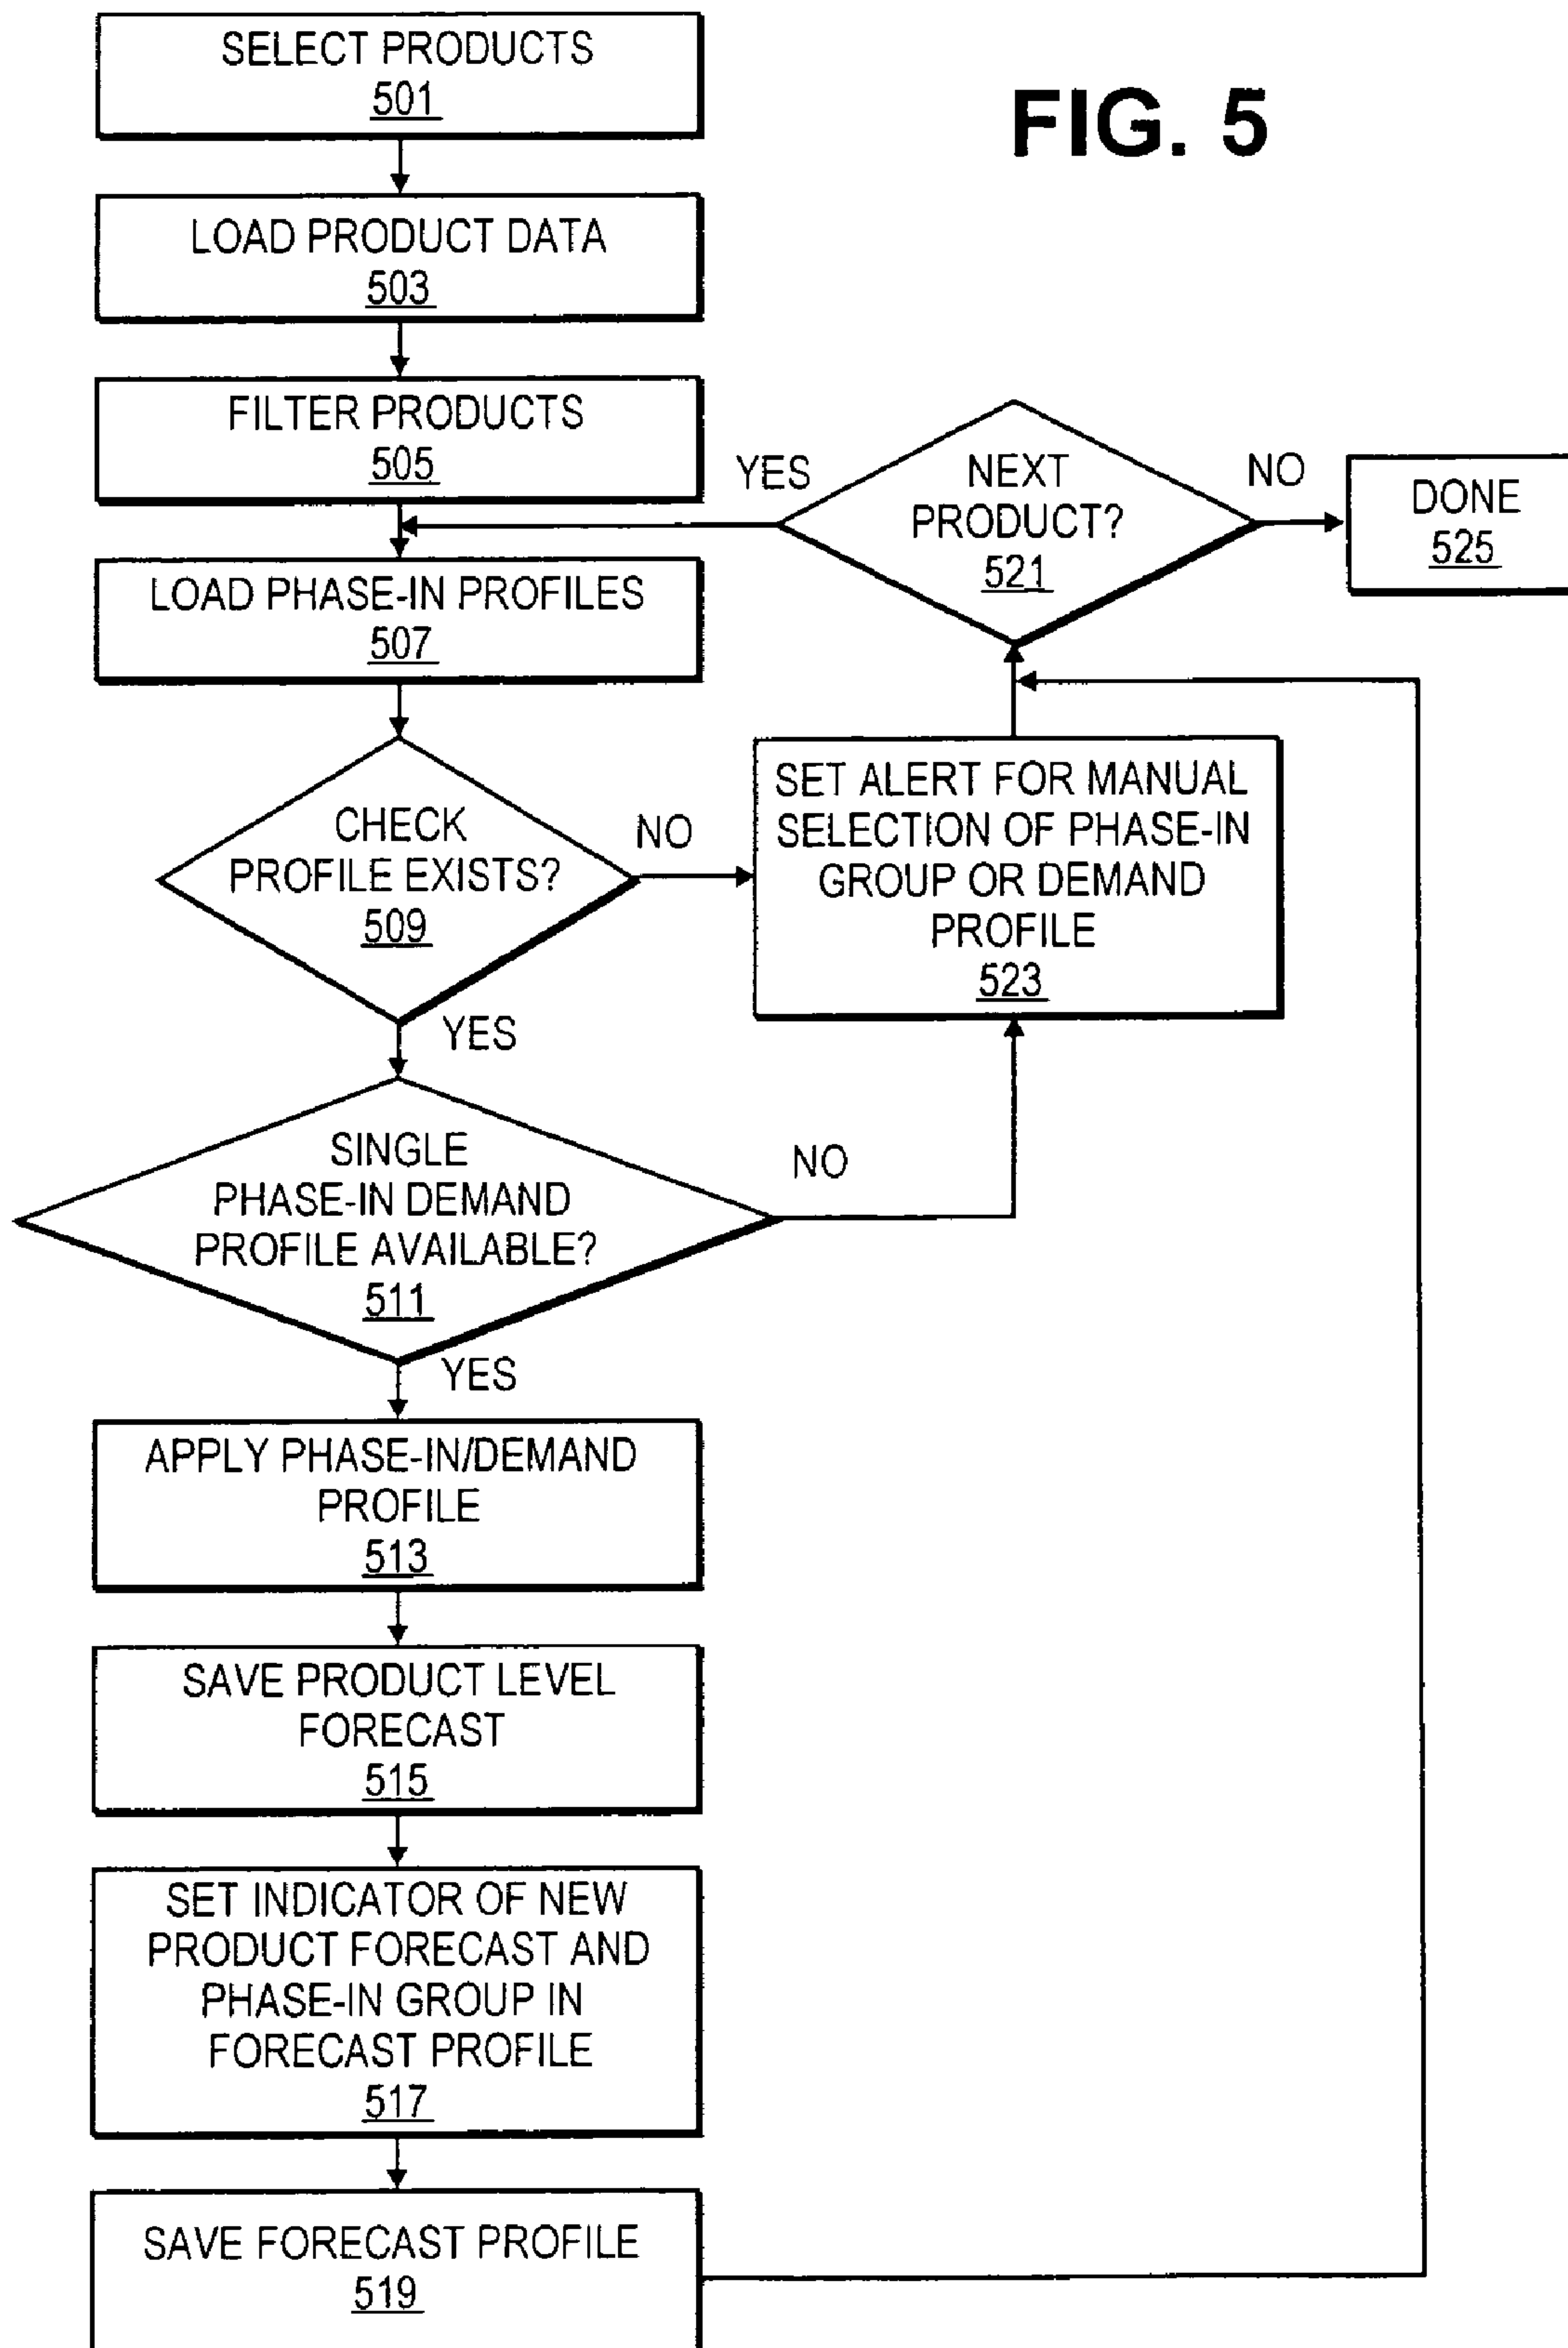 SELECT PRODUCTS
501
FIG. 5
LOAD PRODUCT DATA
503
FILTER PRODUCTS
505
YES
NEXT
PRODUCT?
521
NO
DONE
525
LOAD PHASE-IN PROFILES
507
CHECK
PROFILE EXISTS?
509
NO
SET ALERT FOR MANUAL
SELECTION OF PHASE-IN
GROUP OR DEMAND
PROFILE
523
YES
SINGLE
PHASE-IN DEMAND
PROFILE AVAILABLE?
511
NO
YES
APPLY PHASE-IN/DEMAND
PROFILE
513
SAVE PRODUCT LEVEL
FORECAST
515
SET INDICATOR OF NEW
PRODUCT FORECAST AND
PHASE-IN GROUP IN
FORECAST PROFILE
517
SAVE FORECAST PROFILE
519